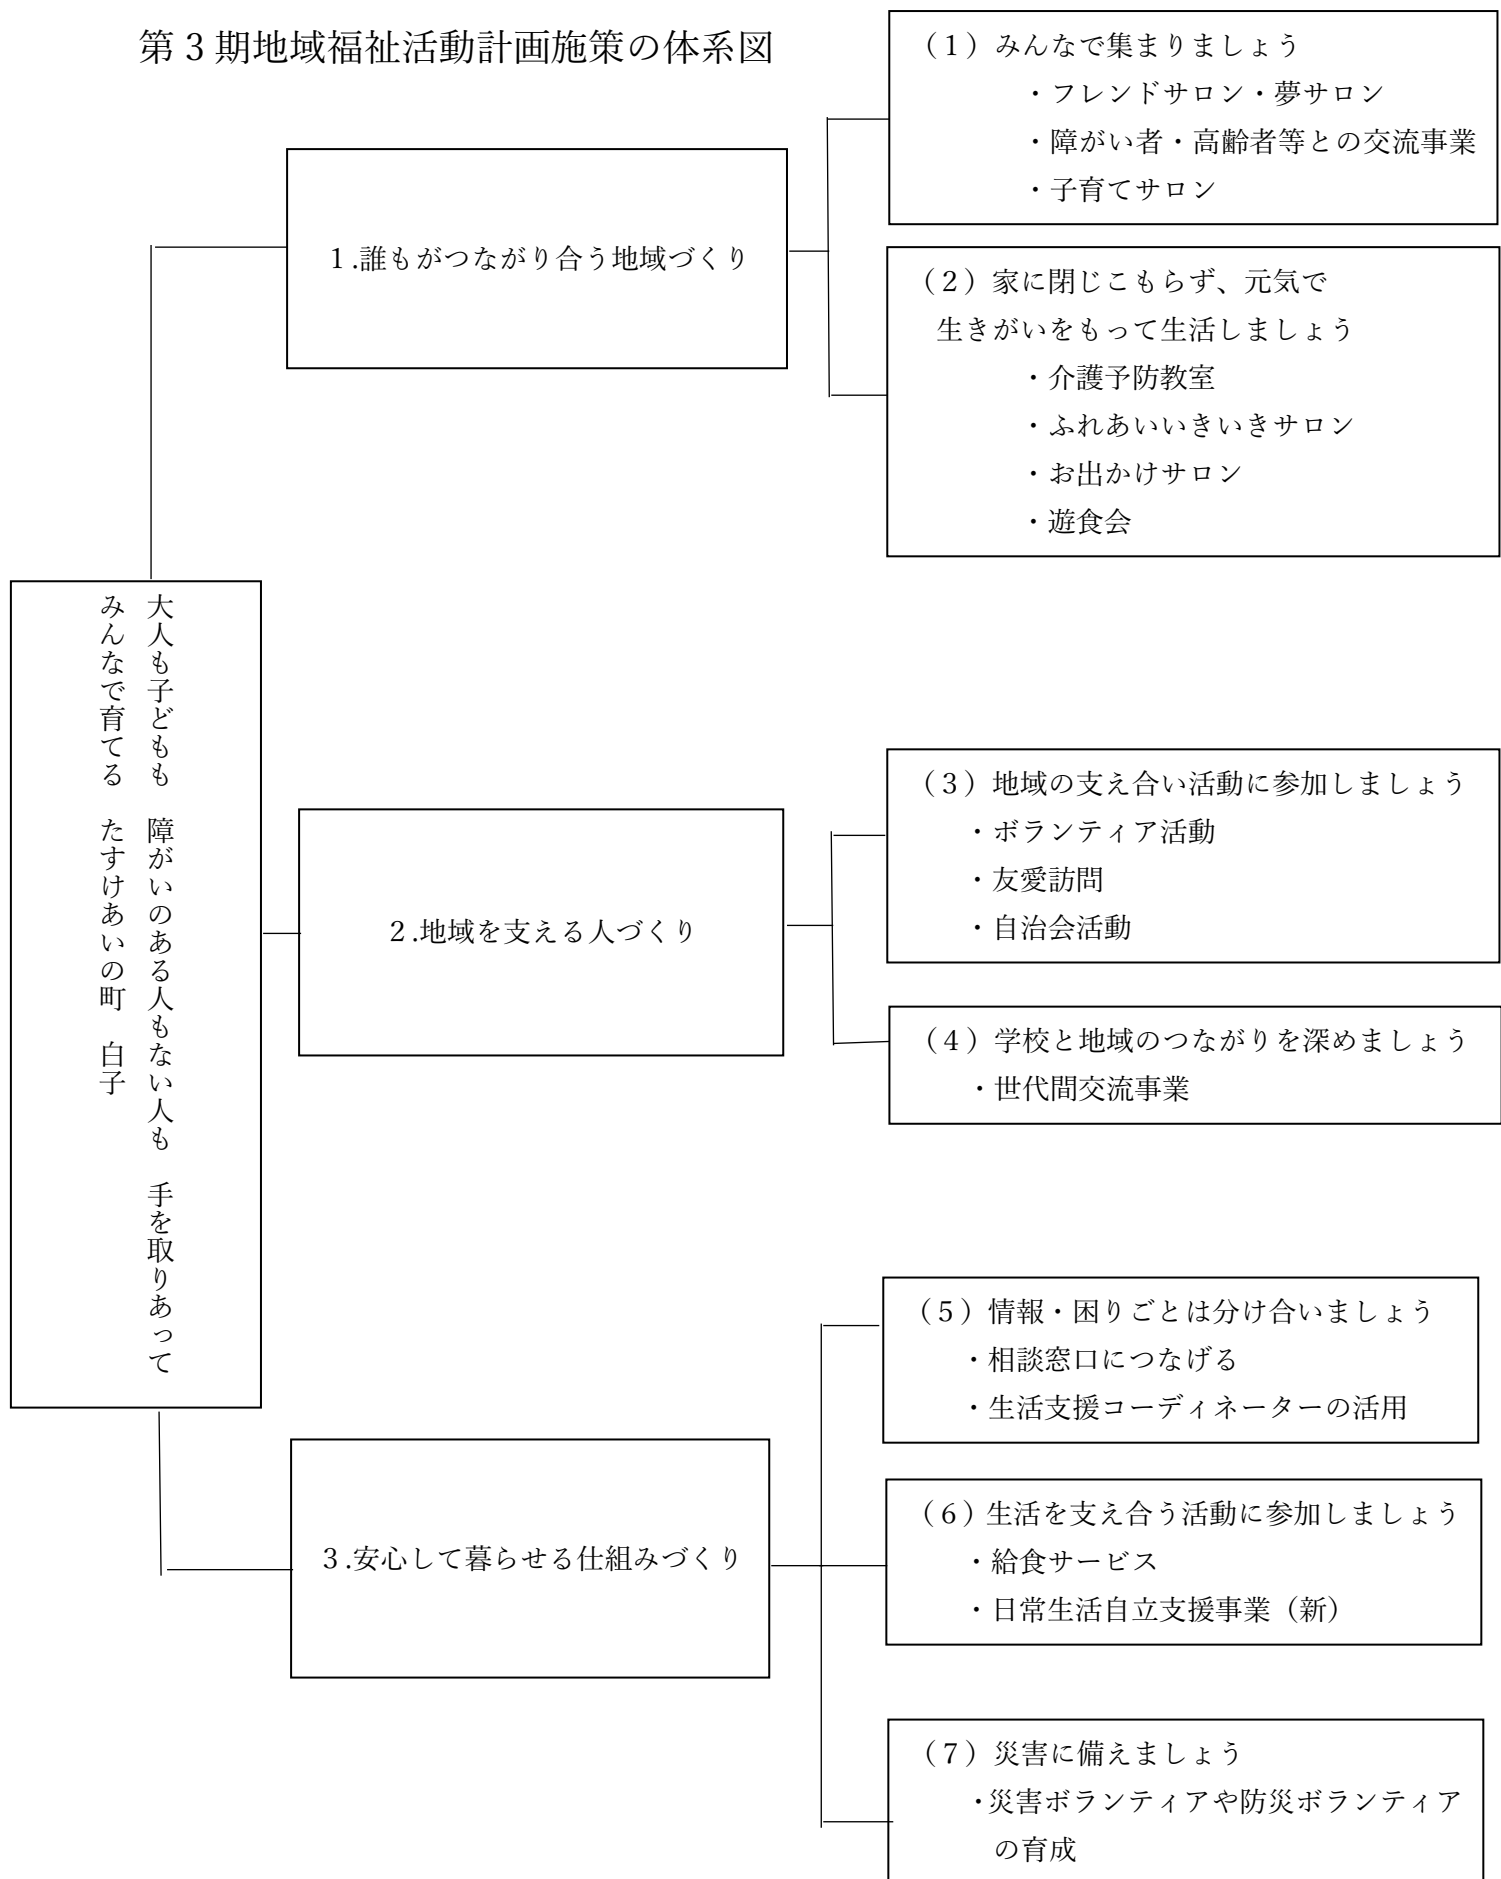 第３期地域福祉活動計画施策の体系図
大人も子どもも　障がいのある人もない人も　手を取りあって
みんなで育てる　たすけあいの町　白子
１.誰もがつながり合う地域づくり
（１）みんなで集まりましょう
・フレンドサロン・夢サロン
・障がい者・高齢者等との交流事業
・子育てサロン
（２）家に閉じこもらず、元気で
生きがいをもって生活しましょう
・介護予防教室
・ふれあいいきいきサロン
・お出かけサロン
・遊食会
２.地域を支える人づくり
（３）地域の支え合い活動に参加しましょう
・ボランティア活動
・友愛訪問
・自治会活動
（４）学校と地域のつながりを深めましょう
・世代間交流事業
３.安心して暮らせる仕組みづくり
（５）情報・困りごとは分け合いましょう
・相談窓口につなげる
・生活支援コーディネーターの活用
（６）生活を支え合う活動に参加しましょう
・給食サービス
・日常生活自立支援事業（新）
（７）災害に備えましょう
・災害ボランティアや防災ボランティア
の育成